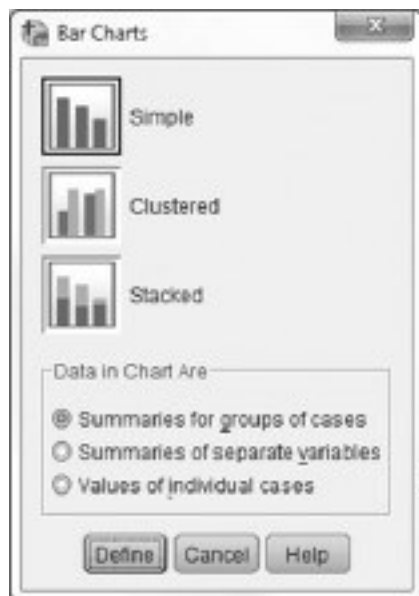 Bar Charts
Simple
Clustered
Stacked
Data in Chart Are
Summaries for groups of cases
Summaries of separate variables
Values of individual cases
Define Cancel Help